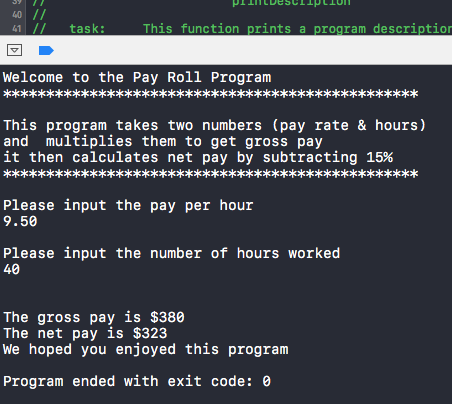 39 // printDescription
40 //
41 // task: This function prints a program description
Welcome to the Pay Roll Program
************************************************
This program takes two numbers (pay rate & hours)
and  multiplies them to get gross pay
it then calculates net pay by subtracting 15%
************************************************
Please input the pay per hour
9.50
Please input the number of hours worked
40
The gross pay is $380
The net pay is $323
We hoped you enjoyed this program
Program ended with exit code: 0